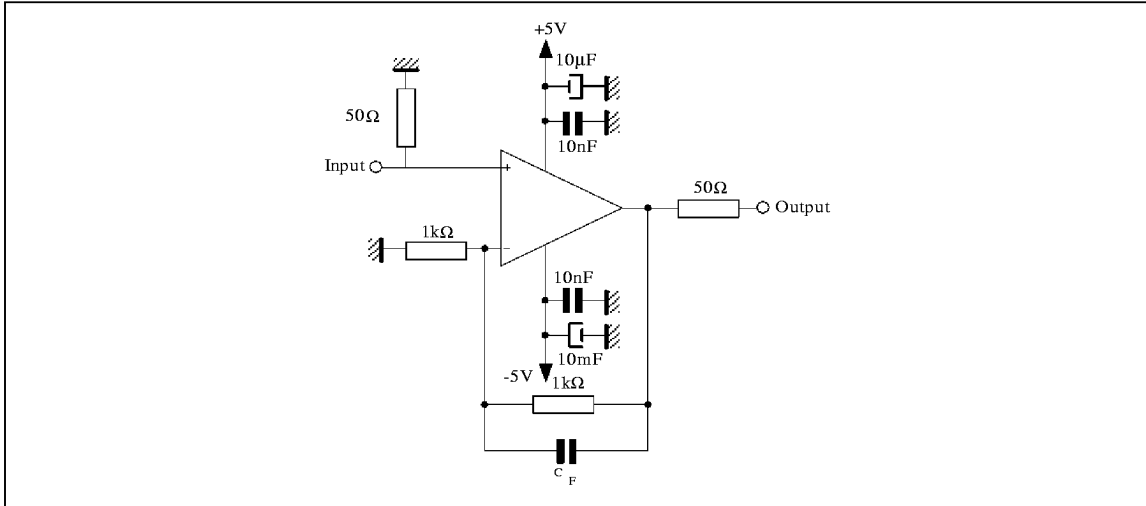 +5V
10µF
50Ω
10nF
Input
+
50Ω
Output
1kΩ
−
10nF
10mF
-5V
1kΩ
C F